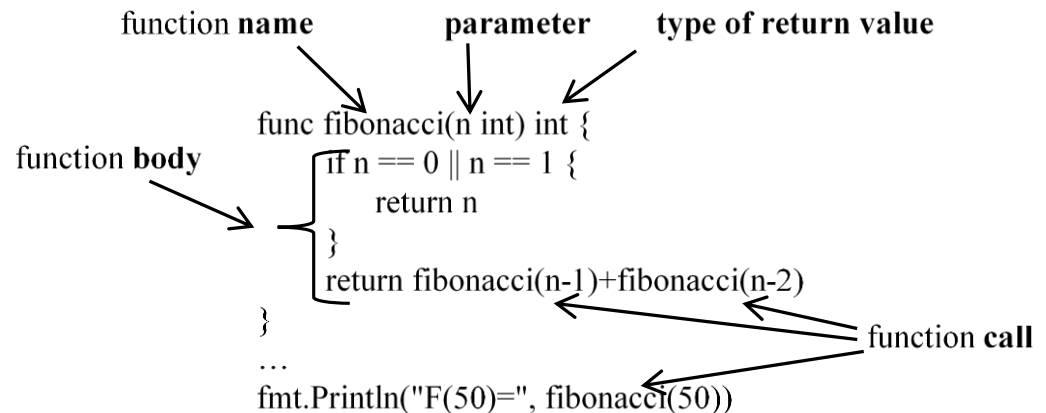 function name parameter type of return value
func fibonacci(n int) int {
function body
if n == 0 || n == 1 {
return n
}
return fibonacci(n-1)+fibonacci(n-2)
}
function call
...
fmt.Println("F(50)=", fibonacci(50))